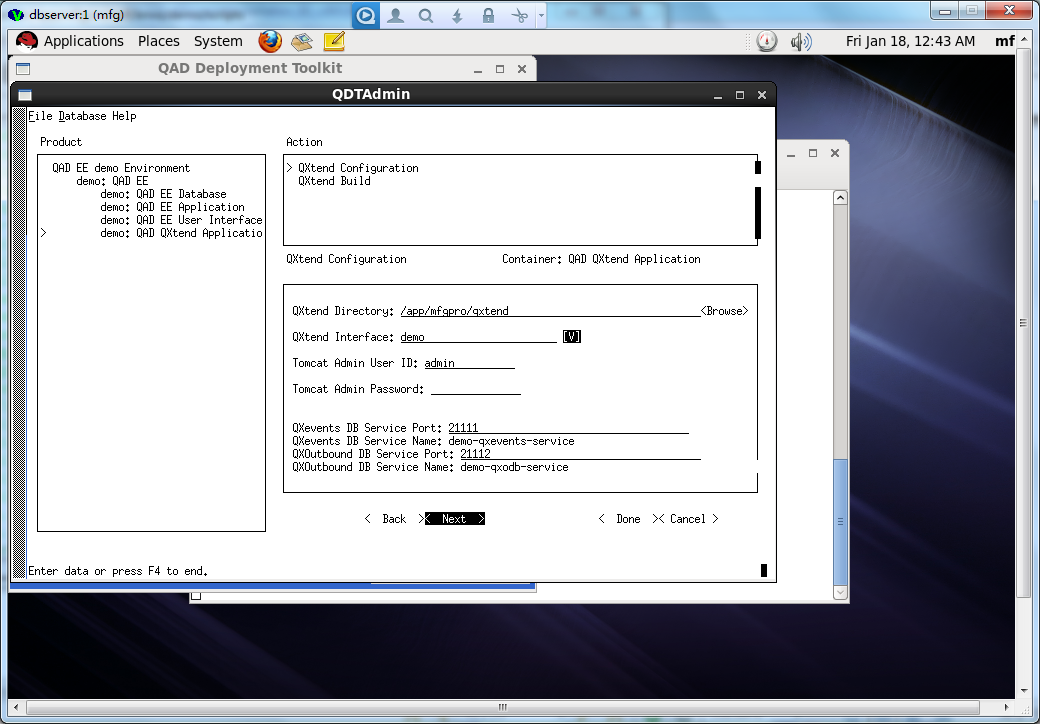 dbserver:1 (mfg)
Applications Places System
Fri Jan 18, 12:43 AM mf
QAD Deployment Toolkit
QDTAdmin
File Database Help
Product
Action
QAD EE demo Environment
demo: QAD EE
demo: QAD EE Database
demo: QAD EE Application
demo: QAD EE User Interface
> demo: QAD QXtend Applicatio
> QXtend Configuration
QXtend Build
QXtend Configuration Container: QAD QXtend Application
QXtend Directory: /app/mfgpro/qxtend <Browse>
QXtend Interface: demo [V]
Tomcat Admin User ID: admin
Tomcat Admin Password:
QXevents DB Service Port: 21111
QXevents DB Service Name: demo-qxevents-service
QXOutbound DB Service Port: 21112
QXOutbound DB Service Name: demo-qxodb-service
< Back >< Next > < Done >< Cancel >
Enter data or press F4 to end.